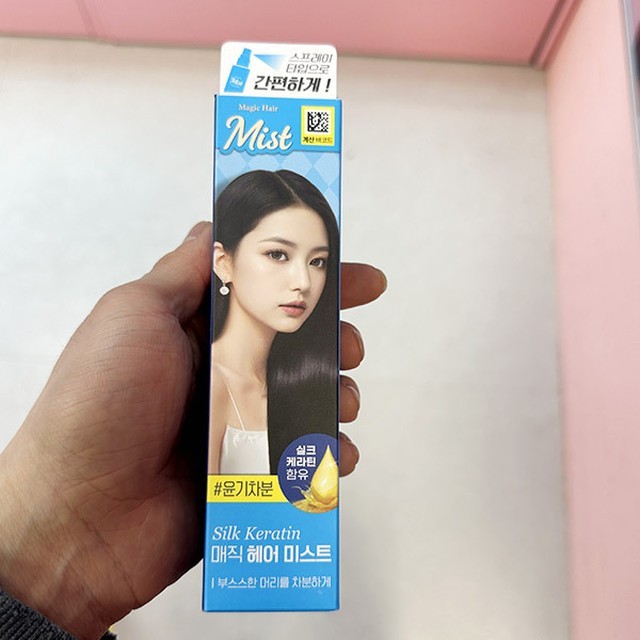 스프레이
타입으로
간편하게!
Magic Hair
Mist
계산 바코드
실크
케라틴
함유
#윤기차분
Silk Keratin
매직 헤어 미스트
부스스한 머리를 차분하게